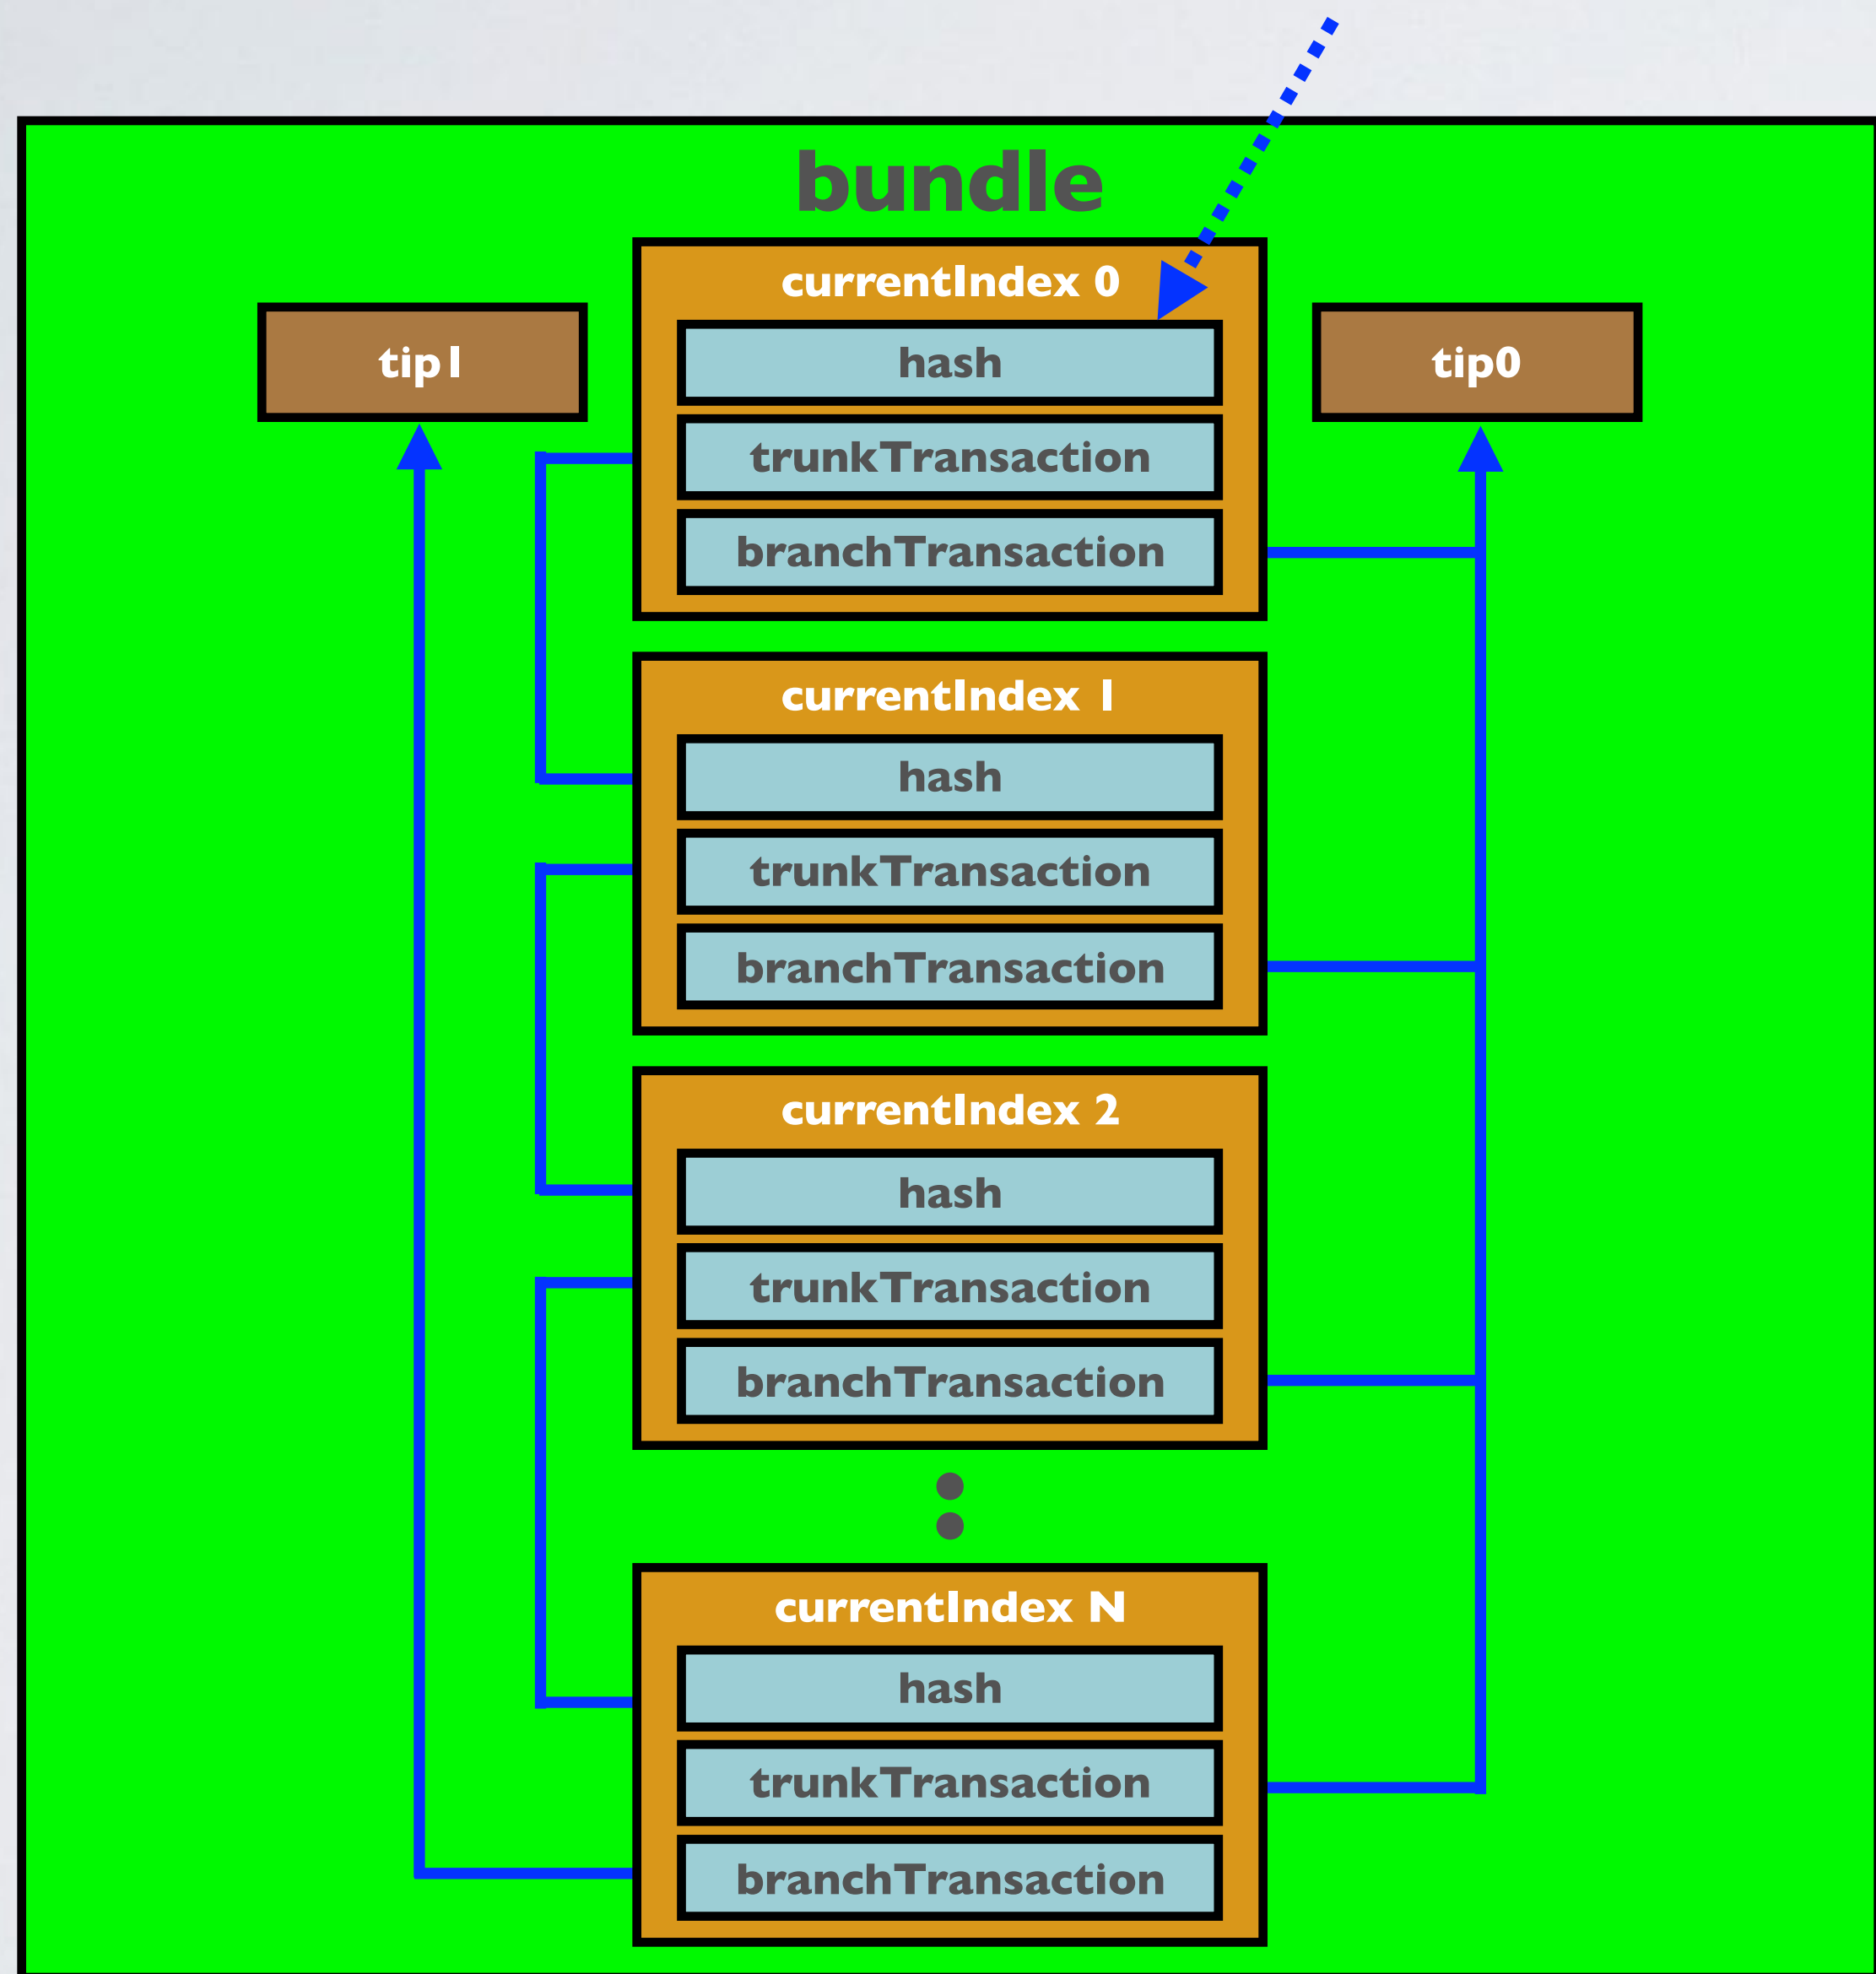 bundle
currentIndex 0
tip1
hash
tip0
trunkTransaction
branchTransaction
currentIndex 1
hash
trunkTransaction
branchTransaction
currentIndex 2
hash
trunkTransaction
branchTransaction
currentIndex N
hash
trunkTransaction
branchTransaction